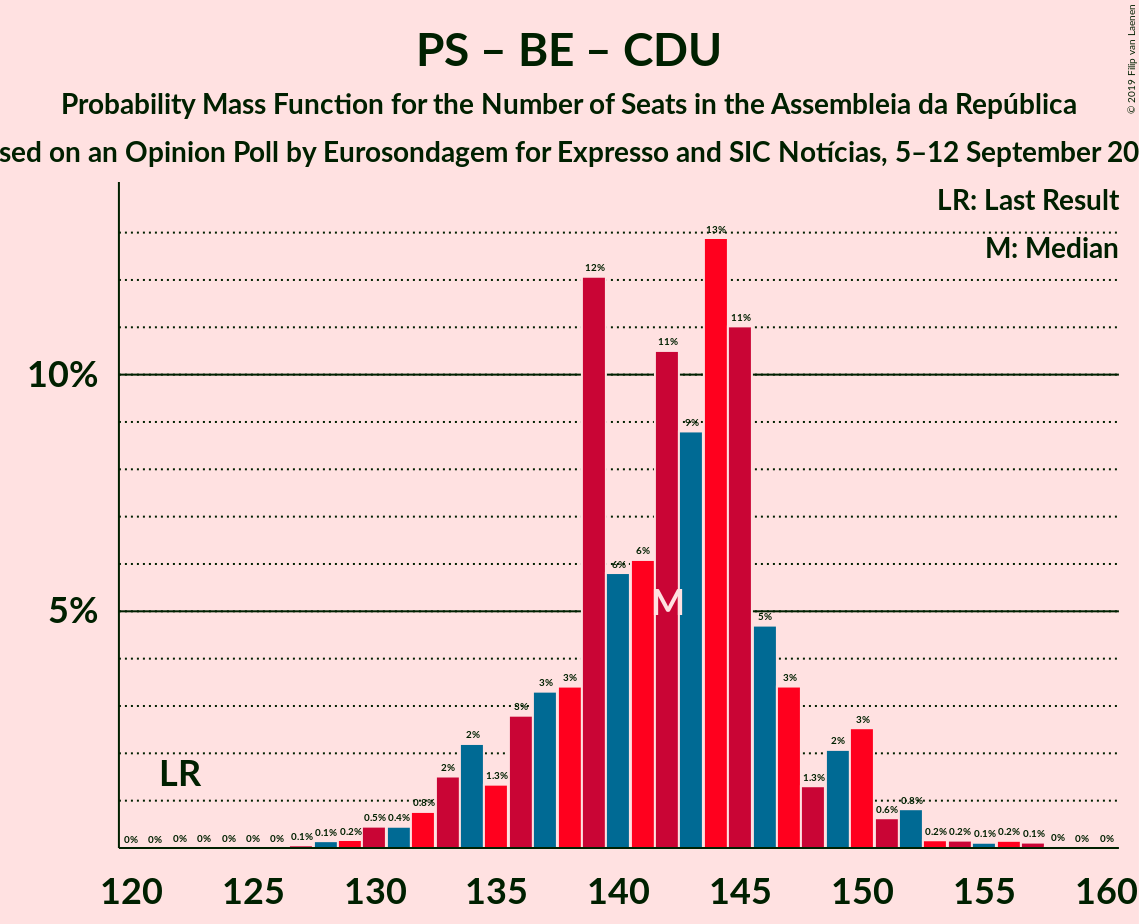 PS – BE – CDU
Probability Mass Function for the Number of Seats in the Assembleia da República
sed on an Opinion Poll by Eurosondagem for Expresso and SIC Notícias, 5–12 September 20
© 2019 Filip van Laenen
LR: Last Result
M: Median
10%
5%
LR
M
0% 0% 0% 0% 0% 0% 0% 0.1% 0.1% 0.2% 0.5% 0.4% 0.8% 2% 2% 1.3% 3% 3% 3% 12% 6% 6% 11% 9% 13% 11% 5% 3% 1.3% 2% 3% 0.6% 0.8% 0.2% 0.2% 0.1% 0.2% 0.1% 0% 0% 0%
120 125 130 135 140 145 150 155 160